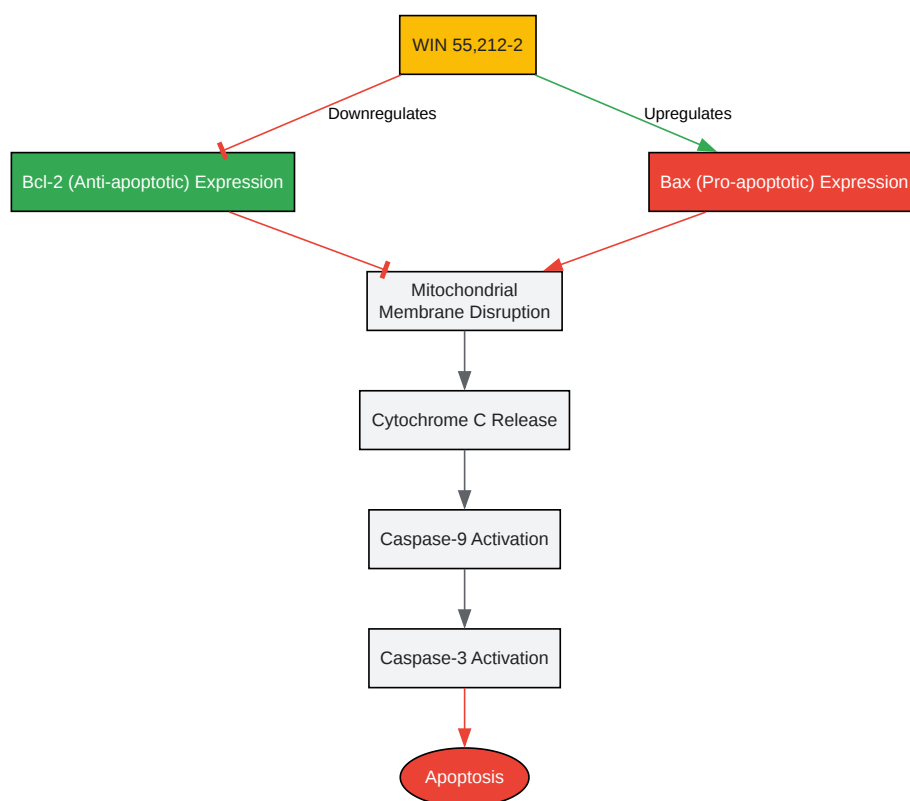 WIN 55,212-2
Downregulates
Upregulates
Bcl-2 (Anti-apoptotic) Expression
Bax (Pro-apoptotic) Expression
Mitochondrial
Membrane Disruption
Cytochrome C Release
Caspase-9 Activation
Caspase-3 Activation
Apoptosis